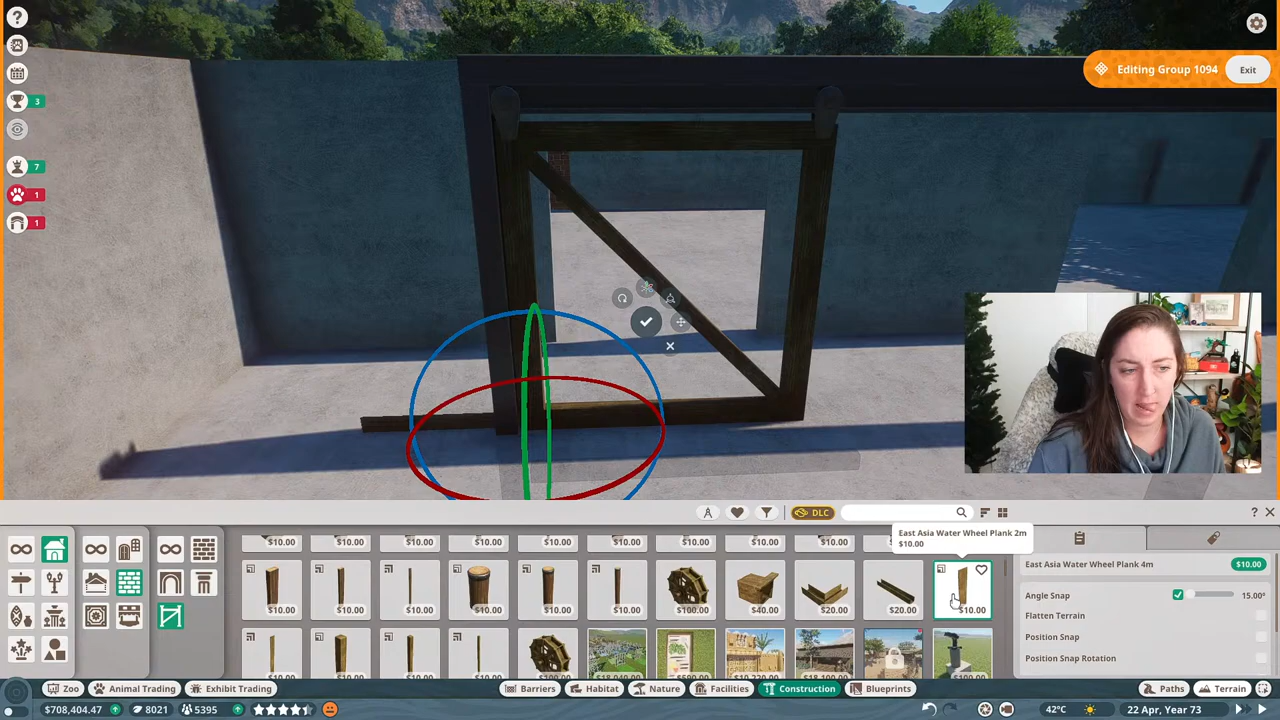 ?
Editing Group 1094
Exit
3
7
1
1
DLC
East Asia Water Wheel Plank 2m
$10.00
? ×
$10.00 $10.00 $10.00 $10.00 $10.00 $10.00 $10.00 $10.00 $10.00 $10.00
East Asia Water Wheel Plank 4m
$10.00
$10.00 $10.00 $10.00 $10.00 $10.00 $10.00 $100.00 $40.00 $20.00 $20.00 $10.00
Angle Snap
15.00°
Flatten Terrain
Position Snap
Position Snap Rotation
Zoo
Animal Trading
Exhibit Trading
Barriers
Habitat
Nature
Facilities
Construction
Blueprints
Paths
Terrain
$708,404.47
8021
5395
42°C
22 Apr, Year 73